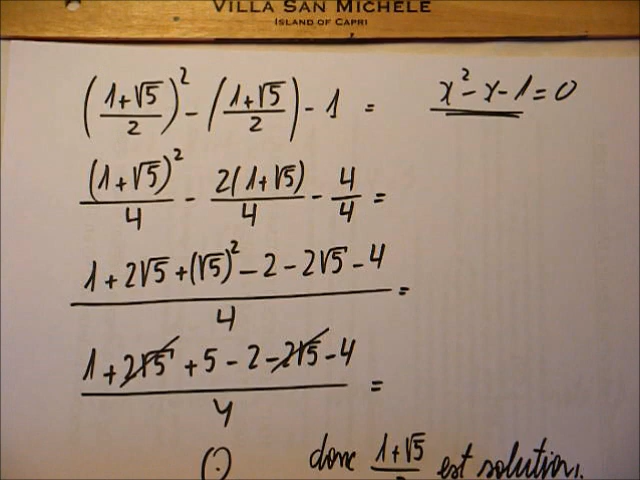 VILLA SAN MICHELE
ISLAND OF CAPRI
((1+√5)/2)² - ((1+√5)/2) - 1 = x² - x - 1 = 0
(1+√5)²/4 - 2(1+√5)/4 - 4/4 =
(1 + 2√5 + (√5)² - 2 - 2√5 - 4)/4 =
(1 + 2√5 + 5 - 2 - 2√5 - 4)/4 =
0 donc (1+√5)/2 est solution.